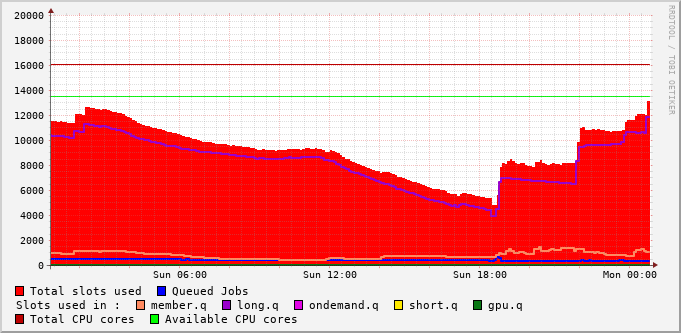 20000
18000
16000
14000
12000
10000
8000
6000
4000
2000
0
Sun 06:00 Sun 12:00 Sun 18:00 Mon 00:00
RRDTOOL / TOBI OETIKER
Total slots used Queued Jobs
Slots used in : member.q long.q ondemand.q short.q gpu.q
Total CPU cores Available CPU cores